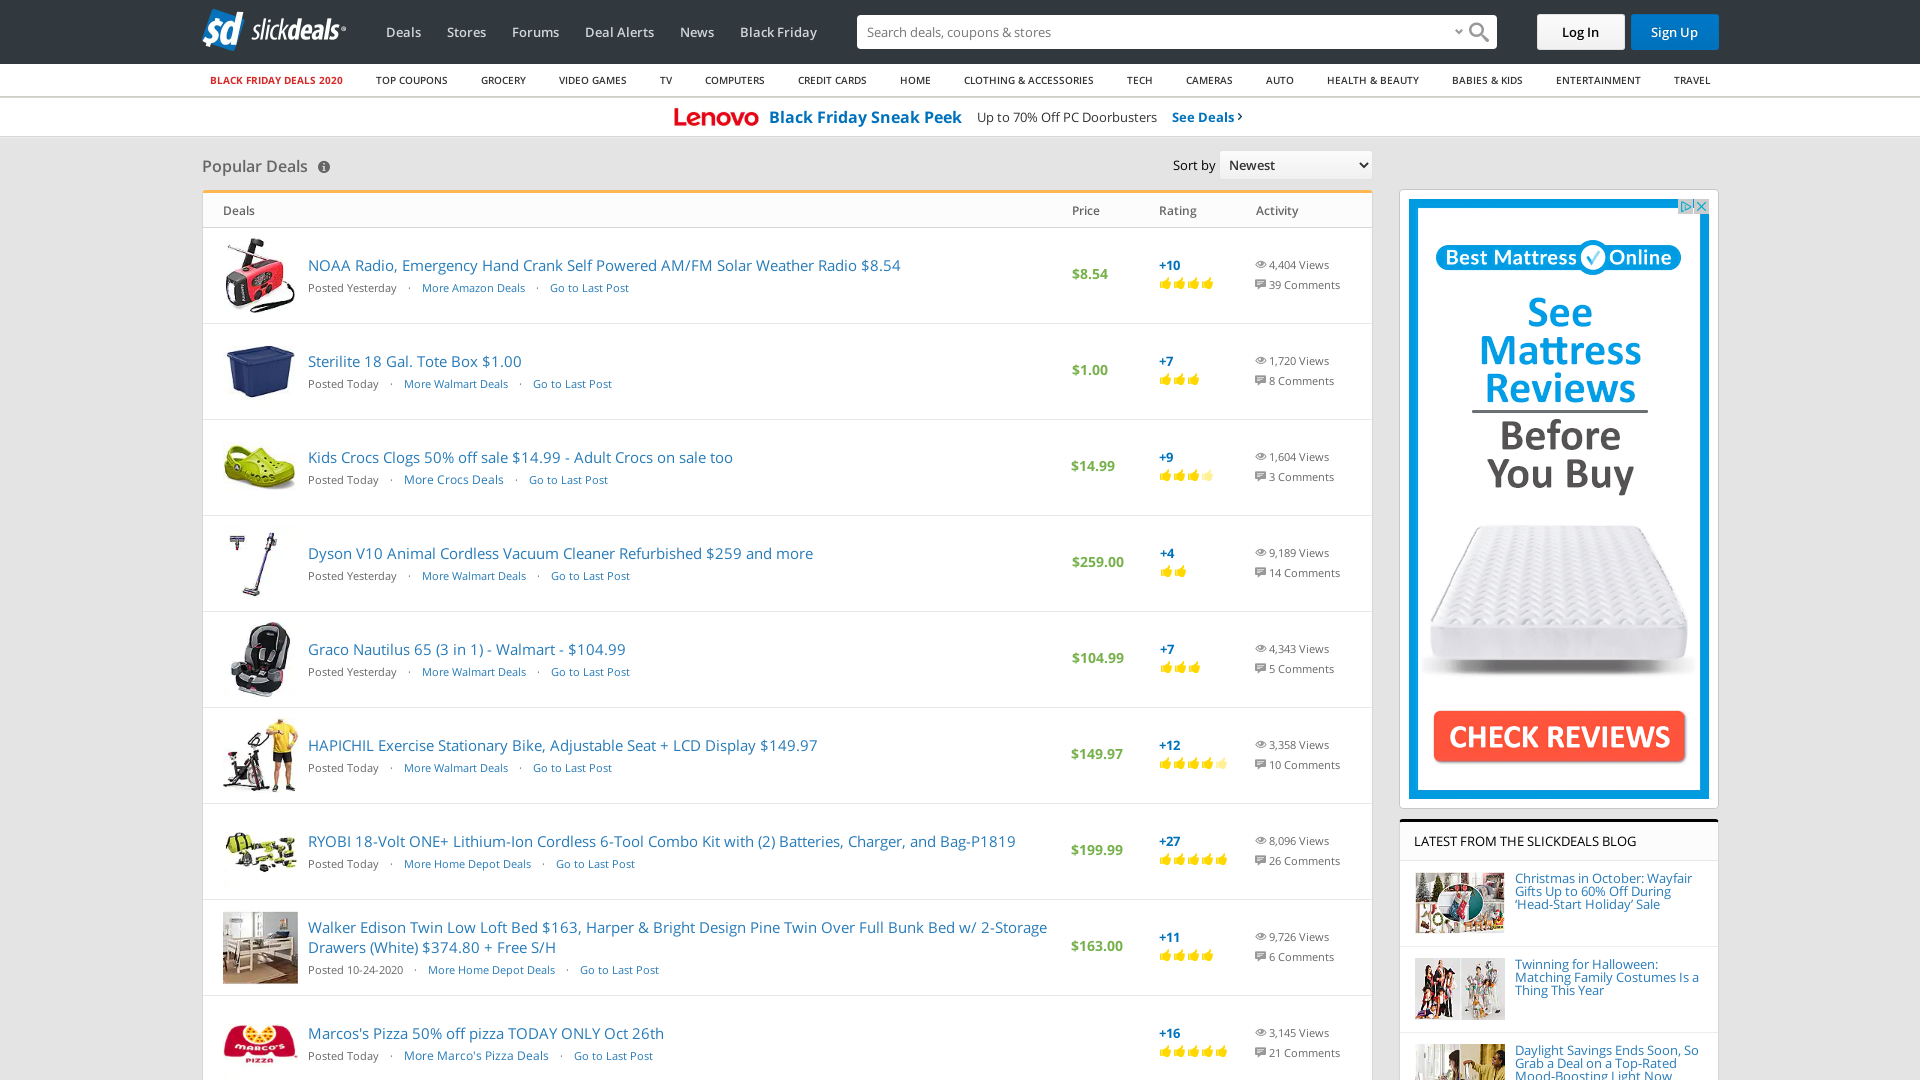 slickdeals
Deals Stores Forums Deal Alerts News Black Friday
Search deals, coupons & stores
Log In Sign Up
BLACK FRIDAY DEALS 2020 TOP COUPONS GROCERY VIDEO GAMES TV COMPUTERS CREDIT CARDS HOME CLOTHING & ACCESSORIES TECH CAMERAS AUTO HEALTH & BEAUTY BABIES & KIDS ENTERTAINMENT TRAVEL
Lenovo Black Friday Sneak Peek Up to 70% Off PC Doorbusters See Deals
Popular Deals
Sort by Newest
Deals Price Rating Activity
NOAA Radio, Emergency Hand Crank Self Powered AM/FM Solar Weather Radio $8.54
Posted Yesterday · More Amazon Deals · Go to Last Post
$8.54
+10
4,404 Views
39 Comments
Sterilite 18 Gal. Tote Box $1.00
Posted Today · More Walmart Deals · Go to Last Post
$1.00
+7
1,720 Views
8 Comments
Kids Crocs Clogs 50% off sale $14.99 - Adult Crocs on sale too
Posted Today · More Crocs Deals · Go to Last Post
$14.99
+9
1,604 Views
3 Comments
Dyson V10 Animal Cordless Vacuum Cleaner Refurbished $259 and more
Posted Yesterday · More Walmart Deals · Go to Last Post
$259.00
+4
9,189 Views
14 Comments
Graco Nautilus 65 (3 in 1) - Walmart - $104.99
Posted Yesterday · More Walmart Deals · Go to Last Post
$104.99
+7
4,343 Views
5 Comments
HAPICHIL Exercise Stationary Bike, Adjustable Seat + LCD Display $149.97
Posted Today · More Walmart Deals · Go to Last Post
$149.97
+12
3,358 Views
10 Comments
RYOBI 18-Volt ONE+ Lithium-Ion Cordless 6-Tool Combo Kit with (2) Batteries, Charger, and Bag-P1819
Posted Today · More Home Depot Deals · Go to Last Post
$199.99
+27
8,096 Views
26 Comments
Walker Edison Twin Low Loft Bed $163, Harper & Bright Design Pine Twin Over Full Bunk Bed w/ 2-Storage
Drawers (White) $374.80 + Free S/H
Posted 10-24-2020 · More Home Depot Deals · Go to Last Post
$163.00
+11
9,726 Views
6 Comments
MARCO'S
PIZZA
Marcos's Pizza 50% off pizza TODAY ONLY Oct 26th
Posted Today · More Marco's Pizza Deals · Go to Last Post
+16
3,145 Views
21 Comments
Best Mattress Online
See
Mattress
Reviews
Before
You Buy
CHECK REVIEWS
LATEST FROM THE SLICKDEALS BLOG
Christmas in October: Wayfair
Gifts Up to 60% Off During
‘Head-Start Holiday’ Sale
Twinning for Halloween:
Matching Family Costumes Is a
Thing This Year
Daylight Savings Ends Soon, So
Grab a Deal on a Top-Rated
Mood-Boosting Light Now